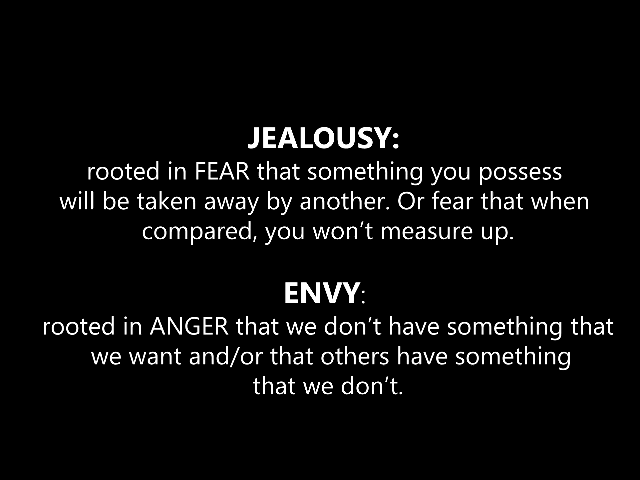 JEALOUSY:
rooted in FEAR that something you possess
will be taken away by another. Or fear that when
compared, you won’t measure up.
ENVY:
rooted in ANGER that we don’t have something that
we want and/or that others have something
that we don’t.